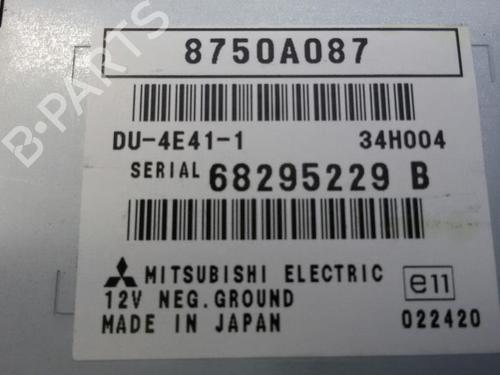 8750A087
DU-4E41-1 34H004
SERIAL 68295229 B
MITSUBISHI ELECTRIC
12V NEG.GROUND e11
MADE IN JAPAN 022420
B-PARTS